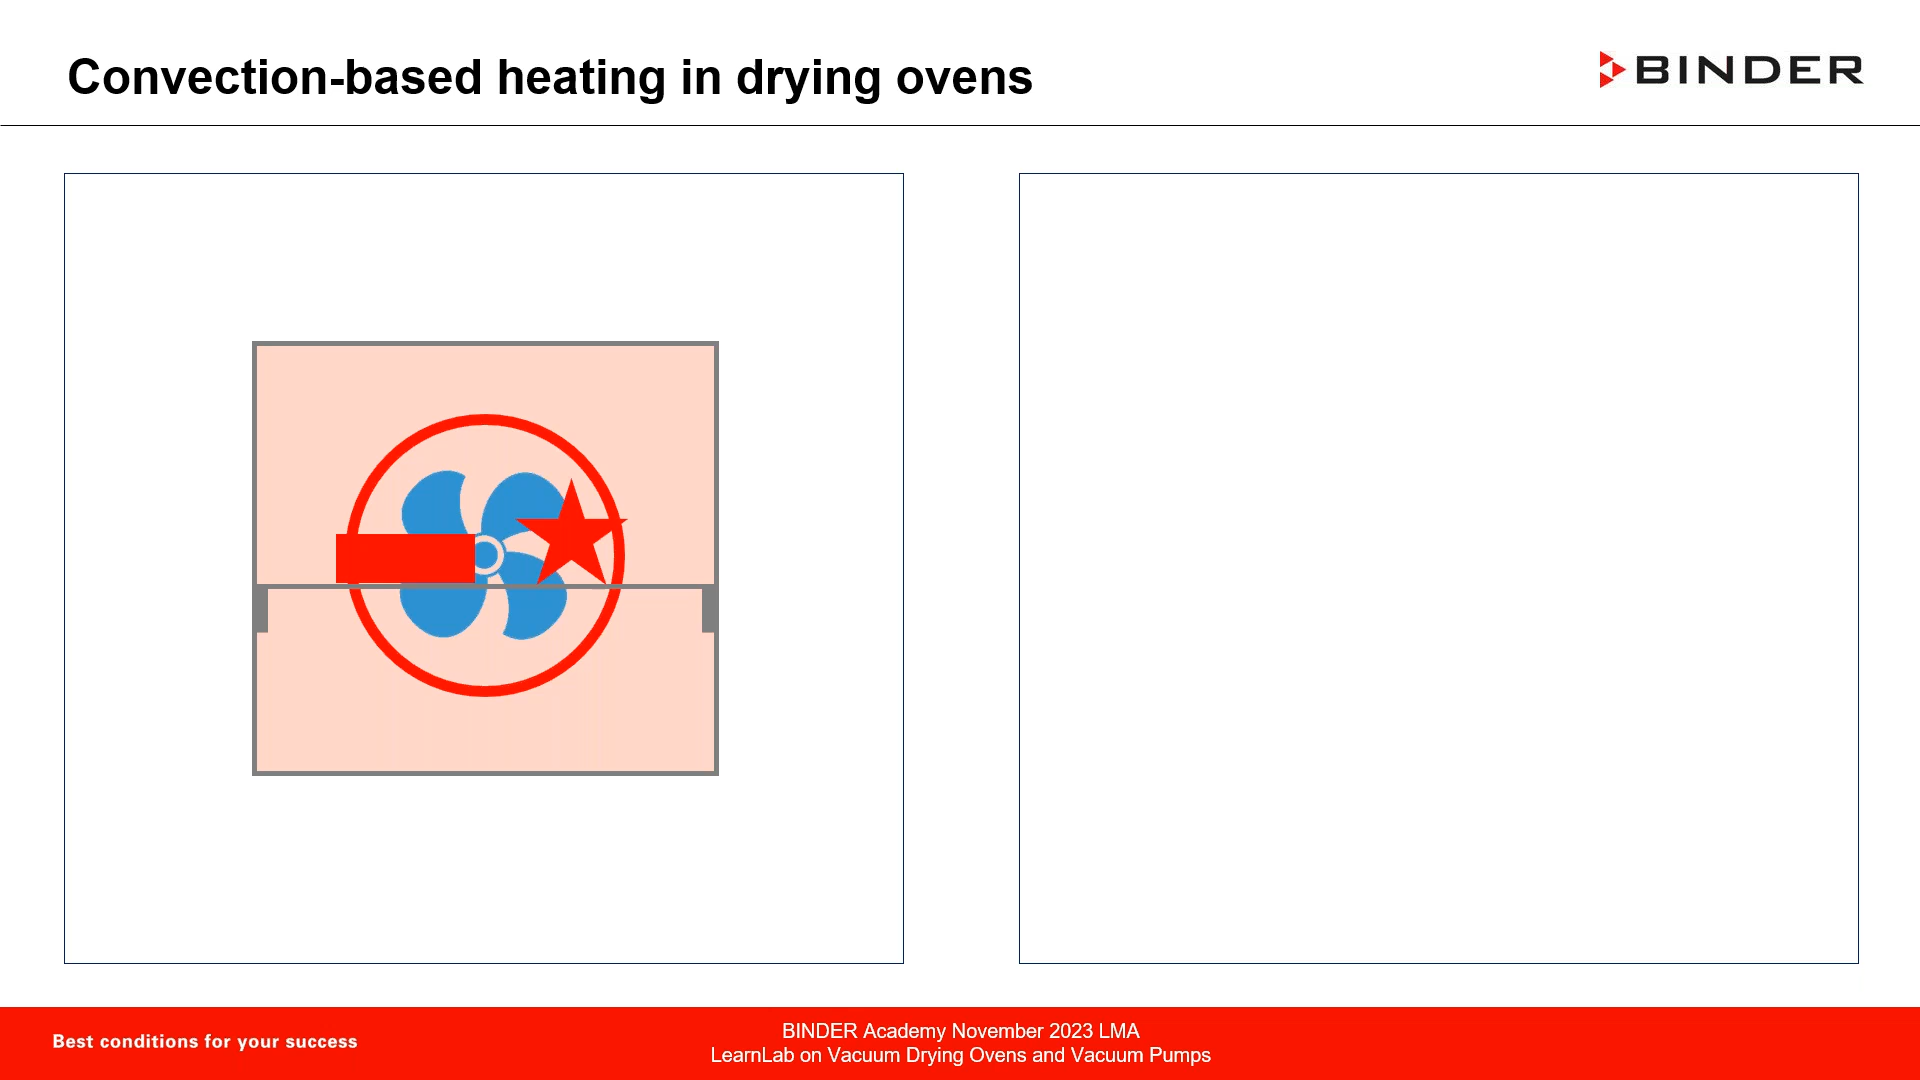 Convection-based heating in drying ovens
BINDER
Best conditions for your success
BINDER Academy November 2023 LMA
LearnLab on Vacuum Drying Ovens and Vacuum Pumps